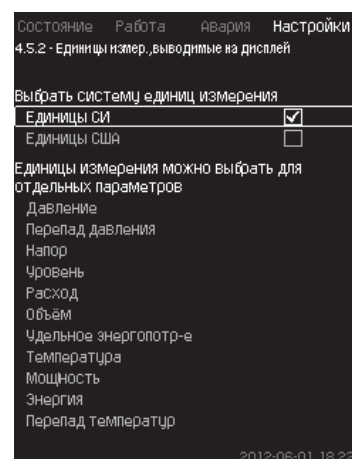 Состояние Работа Авария Настройки
4.5.2 - Единицы измер.,выводимые на дисплей
Выбрать систему единиц измерения
Единицы СИ
Единицы США
Единицы измерения можно выбрать для
отдельных параметров
Давление
Перепад давления
Напор
Уровень
Расход
Объём
Удельное энергопотр-е
Температура
Мощность
Энергия
Перепад температур
2012-06-01 18:22